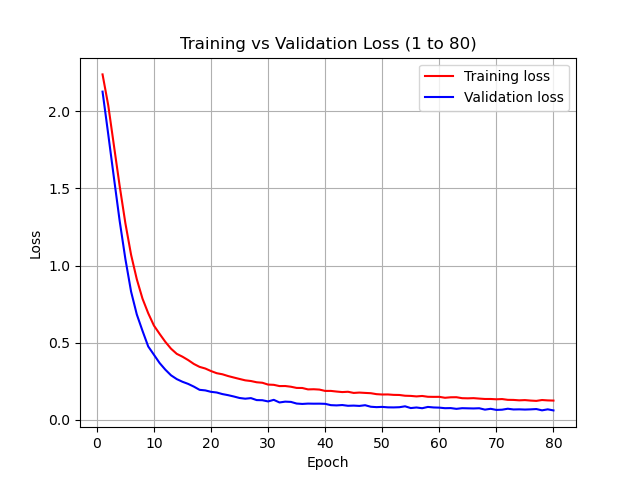 Training vs Validation Loss (1 to 80)
Training loss
Validation loss
Loss
2.0
1.5
1.0
0.5
0.0
0 10 20 30 40 50 60 70 80
Epoch